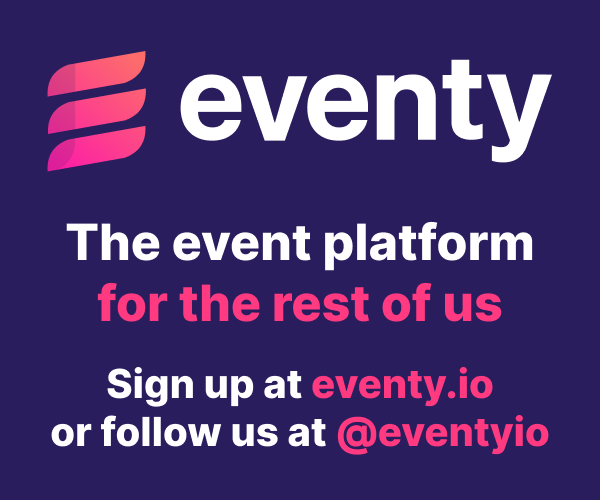 eventy
The event platform
for the rest of us
Sign up at eventy.io
or follow us at @eventyio